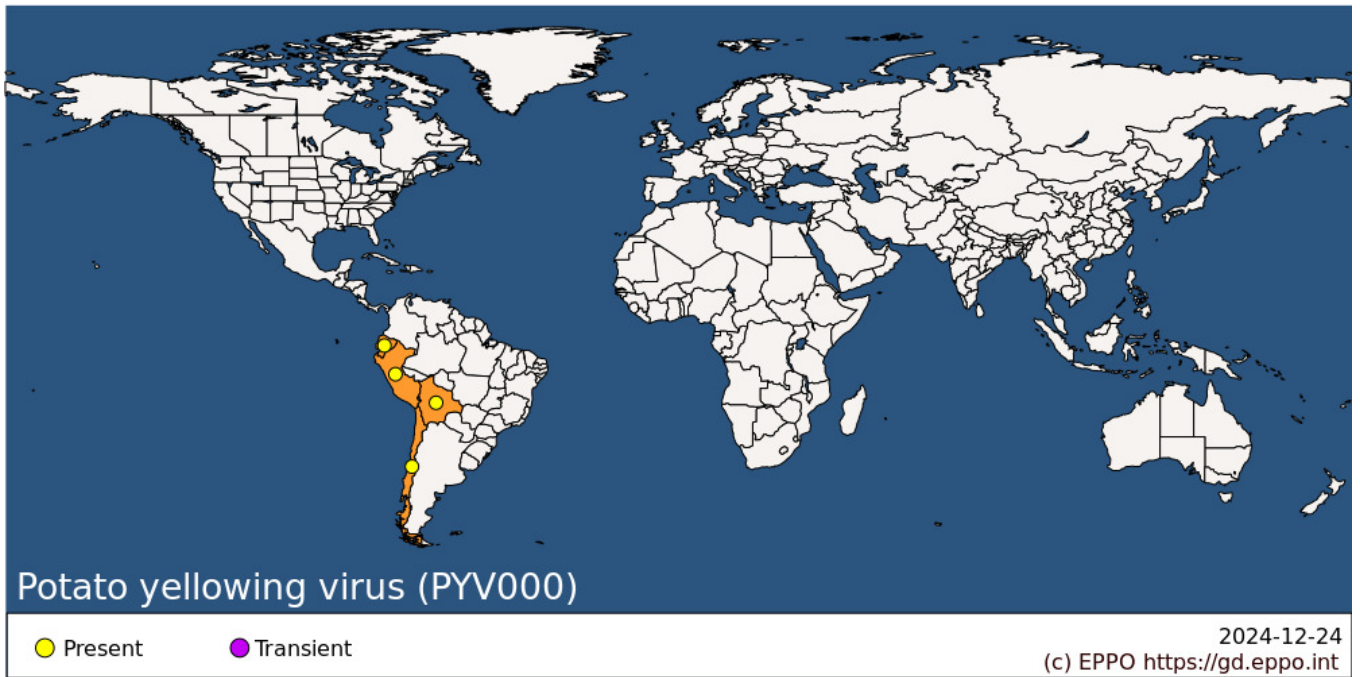 Potato yellowing virus (PYV000)
Present
Transient
2024-12-24
(c) EPPO https://gd.eppo.int